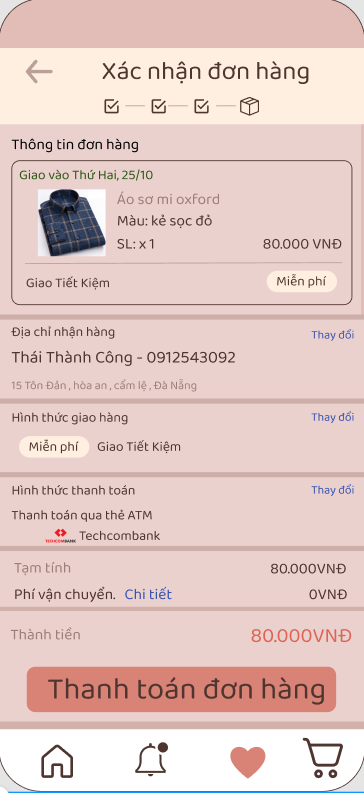 Xác nhận đơn hàng
Thông tin đơn hàng
Giao vào Thứ Hai, 25/10
Áo sơ mi oxford
Màu: kẻ sọc đỏ
SL: x 1 80.000 VNĐ
Giao Tiết Kiệm Miễn phí
Địa chỉ nhận hàng Thay đổi
Thái Thành Công - 0912543092
15 Tôn Đản , hòa an , cẩm lệ , Đà Nẵng
Hình thức giao hàng Thay đổi
Miễn phí Giao Tiết Kiệm
Hình thức thanh toán Thay đổi
Thanh toán qua thẻ ATM
TECHCOMBANK Techcombank
Tạm tính 80.000VNĐ
Phí vận chuyển. Chi tiết 0VNĐ
Thành tiền 80.000VNĐ
Thanh toán đơn hàng